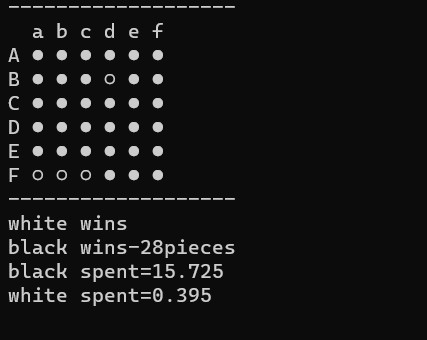 --------------------
a b c d e f
A ● ● ● ● ● ●
B ● ● ● ○ ● ●
C ● ● ● ● ● ●
D ● ● ● ● ● ●
E ● ● ● ● ● ●
F ○ ○ ○ ● ● ●
--------------------
white wins
black wins-28pieces
black spent=15.725
white spent=0.395